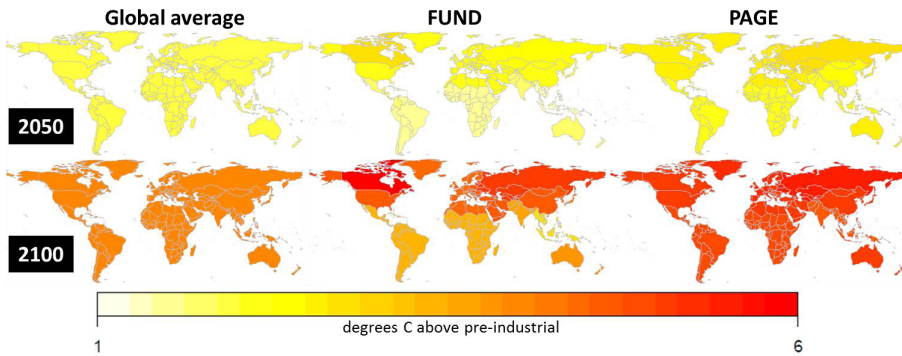 Global average
FUND
PAGE
2050
2100
degrees C above pre-industrial
1
6